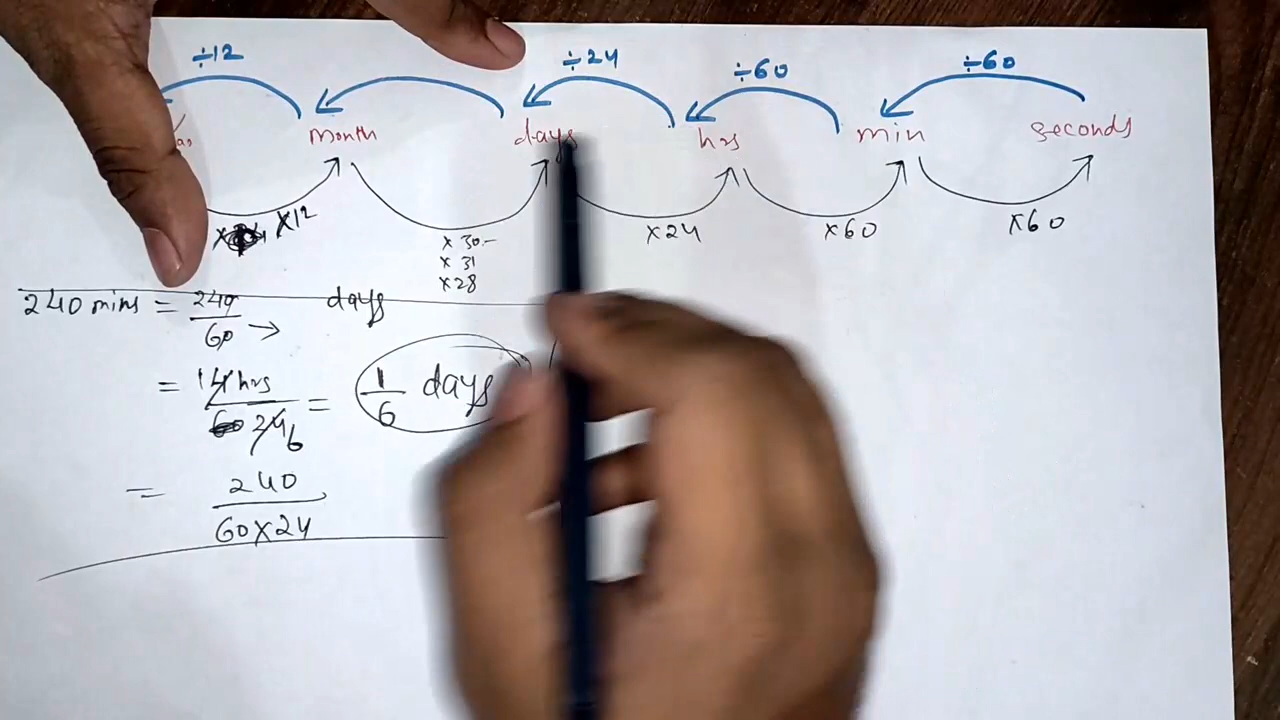 ÷12 ÷24 ÷60 ÷60
month days hrs min seconds
×12 ×24 ×60 ×60
× 30
× 31
× 28
240 mins = 240/60 → days
= 4 hrs/24 6 = 1/6 days
= 240/60×24